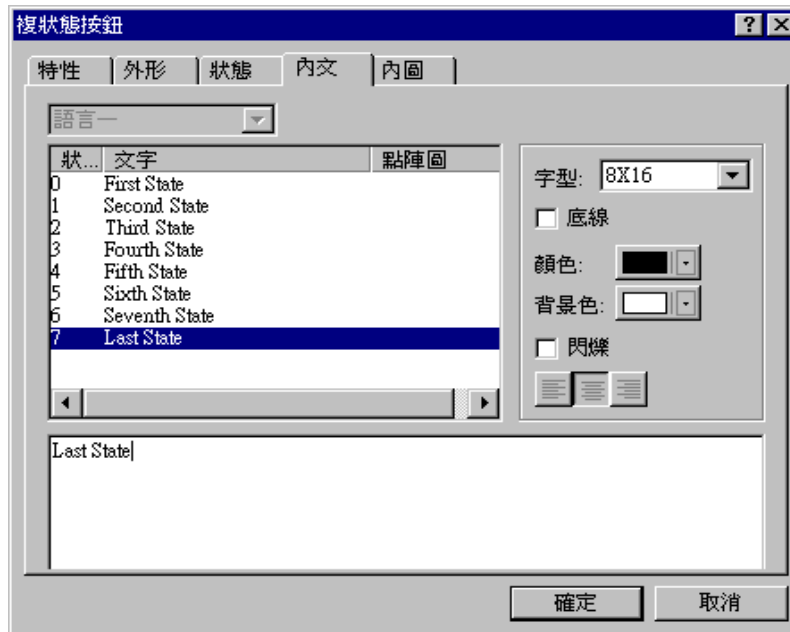 複狀態按鈕
特性 外形 狀態 內文 內圖
語言一
狀... 文字 點陣圖
0 First State
1 Second State
2 Third State
3 Fourth State
4 Fifth State
5 Sixth State
6 Seventh State
7 Last State
字型: 8X16
底線
顏色:
背景色:
閃爍
Last State
確定 取消